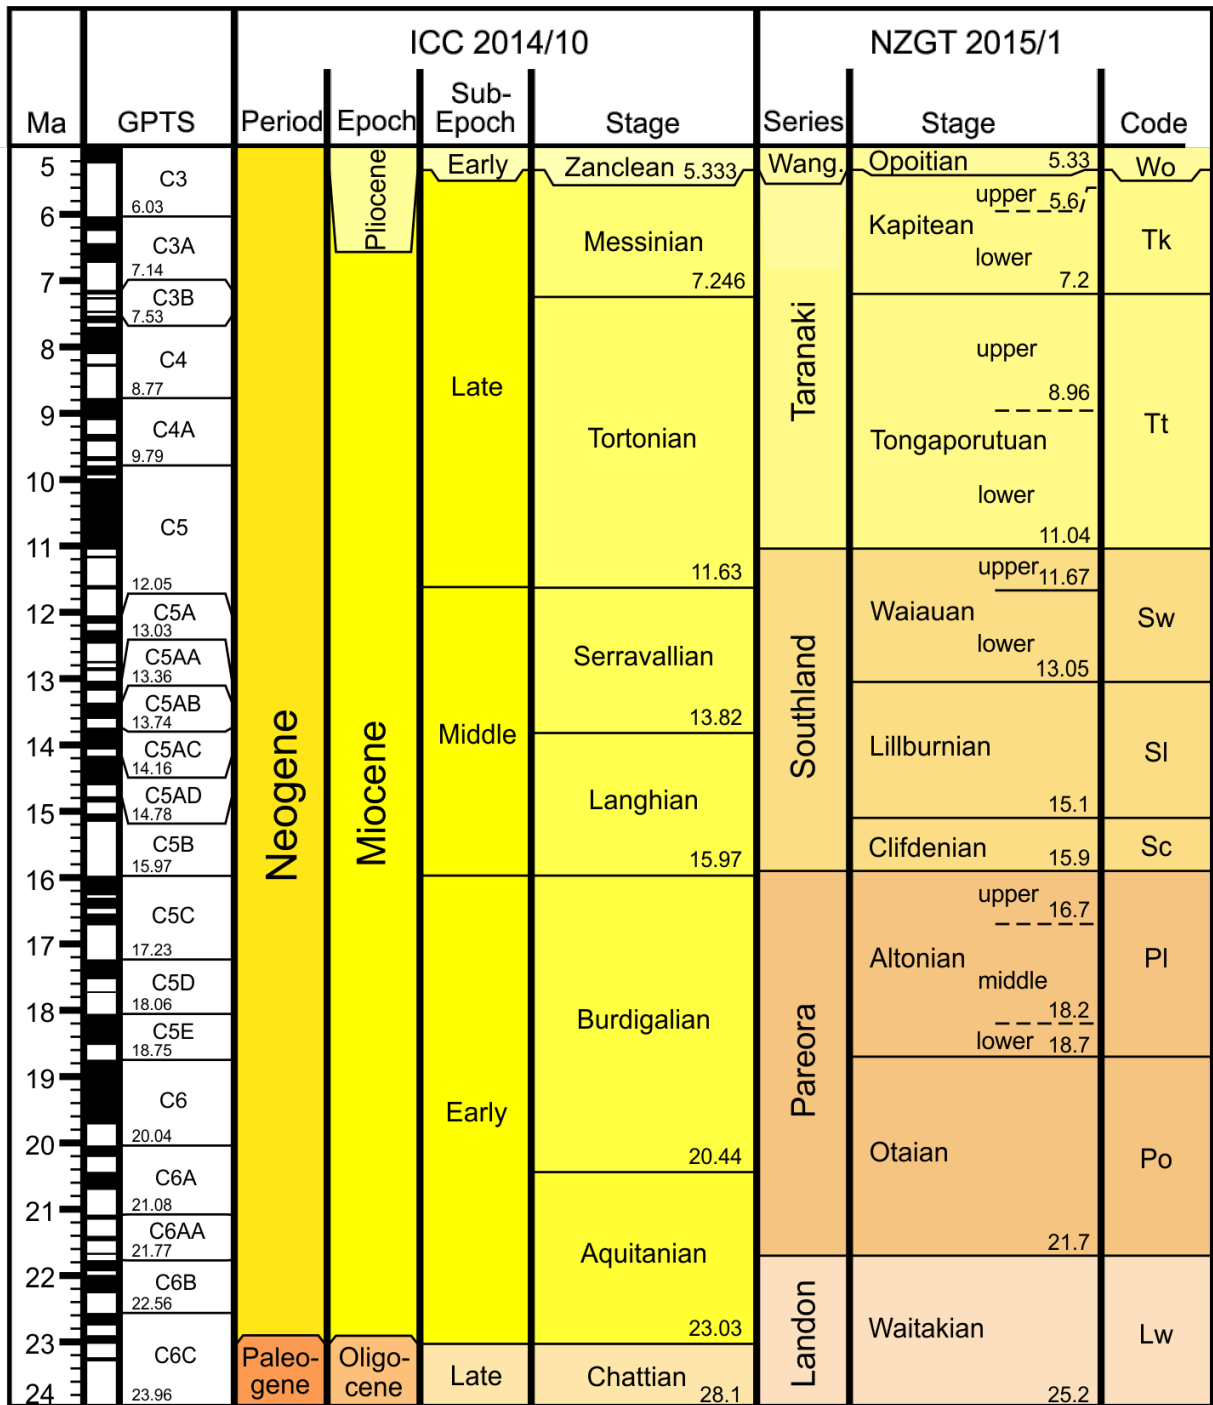 ICC 2014/10
NZGT 2015/1
Ma
GPTS
Period
Epoch
Sub-
Epoch
Stage
Series
Stage
Code
5
6
7
8
9
10
11
12
13
14
15
16
17
18
19
20
21
22
23
24
C3
6.03
C3A
7.14
C3B
7.53
C4
8.77
C4A
9.79
C5
12.05
C5A
13.03
C5AA
13.36
C5AB
13.74
C5AC
14.16
C5AD
14.78
C5B
15.97
C5C
17.23
C5D
18.06
C5E
18.75
C6
20.04
C6A
21.08
C6AA
21.77
C6B
22.56
C6C
23.96
Neogene
Paleo-
gene
Pliocene
Miocene
Oligo-
cene
Early
Late
Middle
Early
Late
Zanclean 5.333
Messinian
7.246
Tortonian
11.63
Serravallian
13.82
Langhian
15.97
Burdigalian
20.44
Aquitanian
23.03
Chattian
28.1
Wang.
Taranaki
Southland
Pareora
Landon
Opoitian 5.33
upper 5.6
Kapitean
lower
7.2
upper
8.96
Tongaporutuan
lower
11.04
upper 11.67
Waiauan
lower
13.05
Lillburnian
15.1
Clifdenian 15.9
upper 16.7
Altonian
middle
18.2
lower 18.7
Otaian
21.7
Waitakian
25.2
Wo
Tk
Tt
Sw
Sl
Sc
Pl
Po
Lw